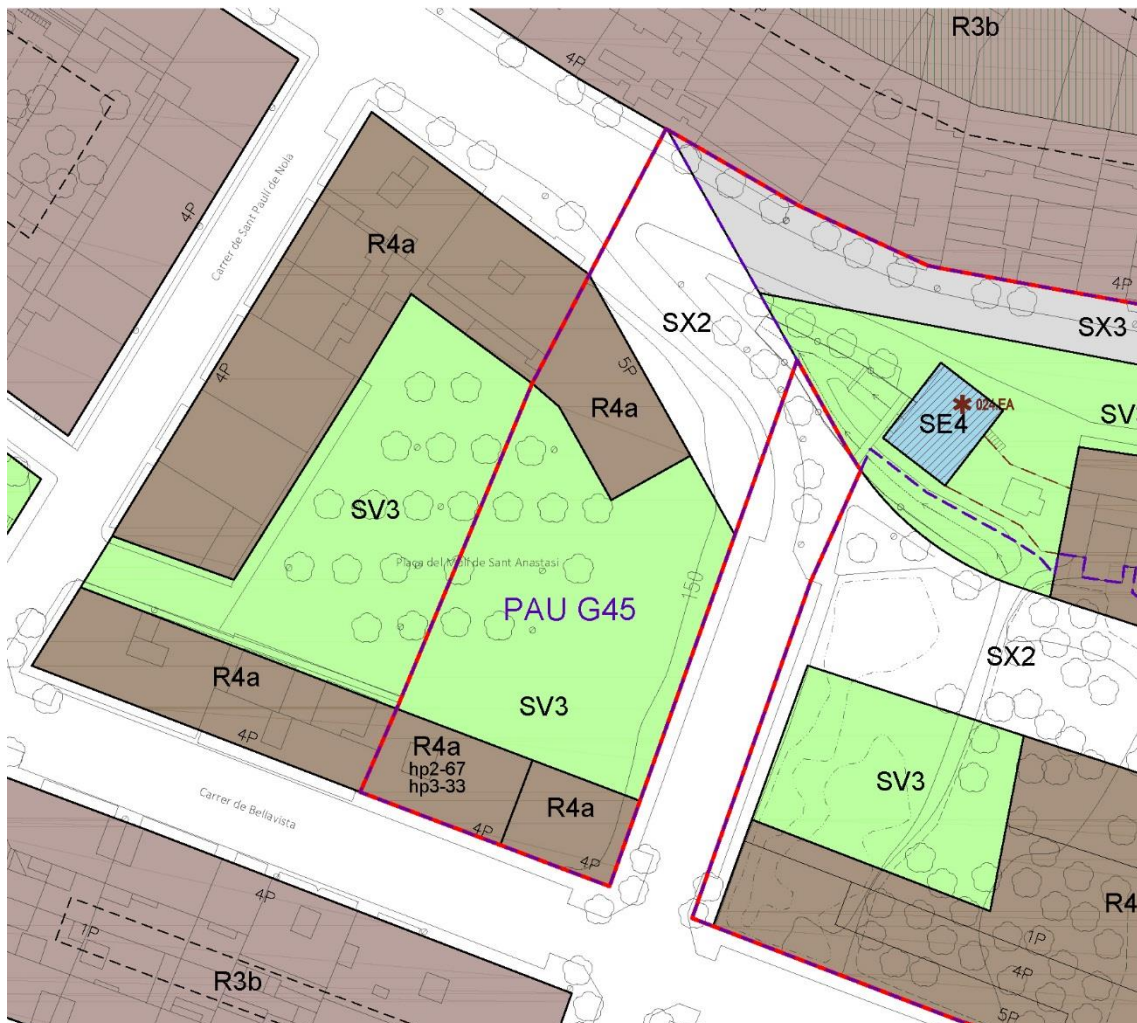 R3b
4P
4P
Carrer de Sant Paulí de Nola
R4a
4P
SX2
SX3
4P
5P
R4a
024.EA
SE4
SV
SV3
Plaça del Molí de Sant Anastasi
150
PAU G45
SX2
R4a
SV3
4P
R4a
hp2-67
hp3-33
R4a
SV3
4P
4P
Carrer de Bellavista
4P
R4
1P
1P
4P
R3b
5P